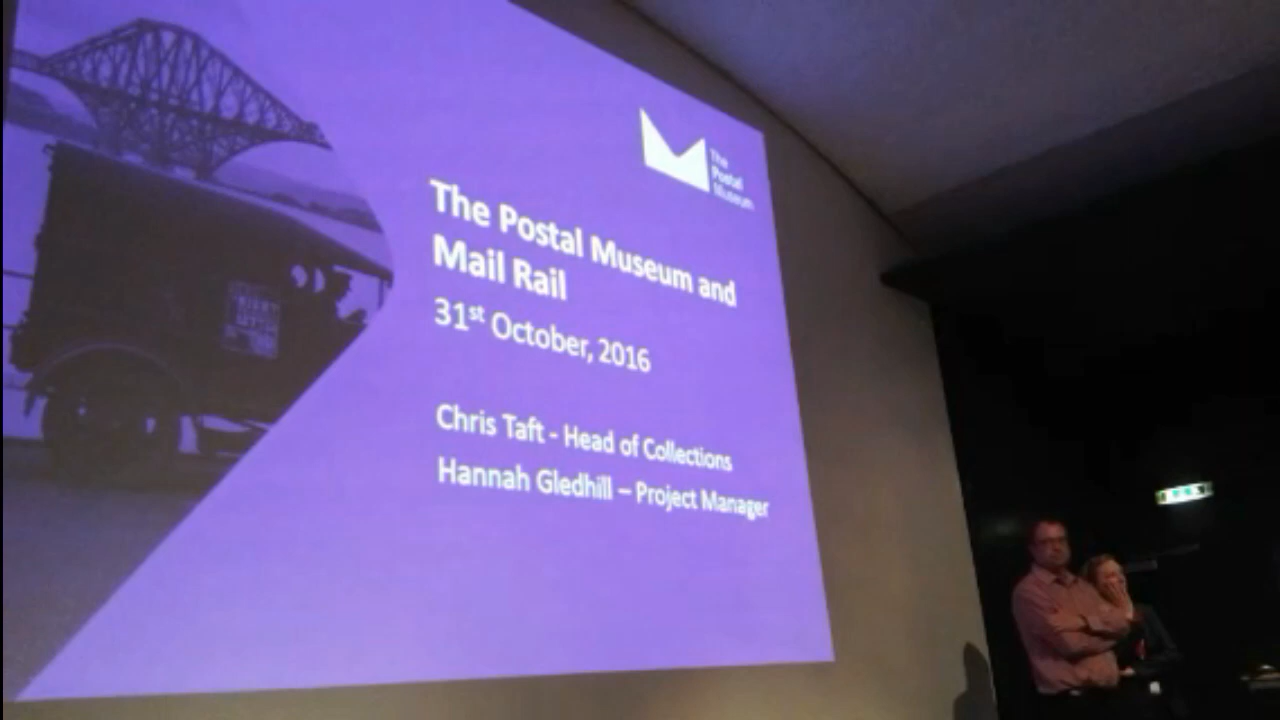 The
Postal
Museum
The Postal Museum and
Mail Rail
31st October, 2016
Chris Taft - Head of Collections
Hannah Gledhill – Project Manager